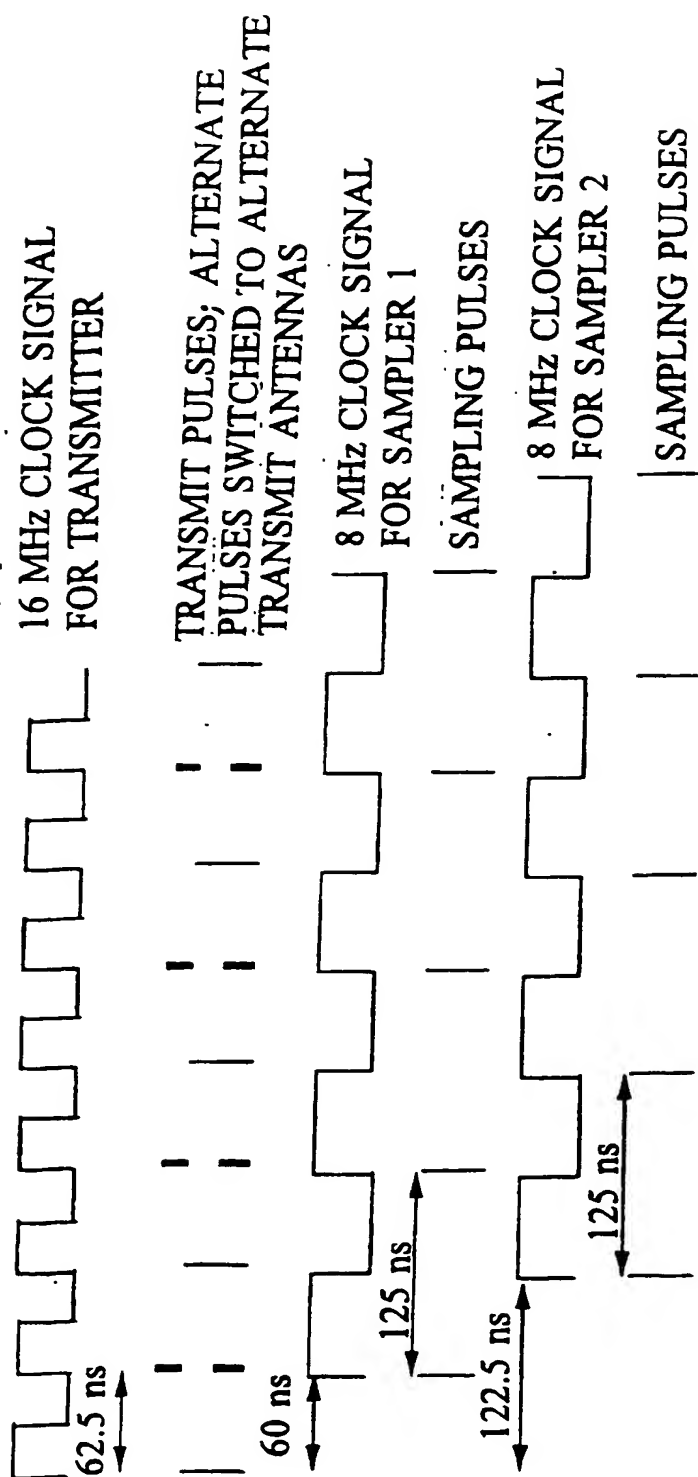 16 MHz CLOCK SIGNAL
FOR TRANSMITTER
62.5 ns
TRANSMIT PULSES; ALTERNATE
PULSES SWITCHED TO ALTERNATE
TRANSMIT ANTENNAS
60 ns
8 MHz CLOCK SIGNAL
FOR SAMPLER 1
125 ns
SAMPLING PULSES
122.5 ns
8 MHz CLOCK SIGNAL
FOR SAMPLER 2
125 ns
SAMPLING PULSES